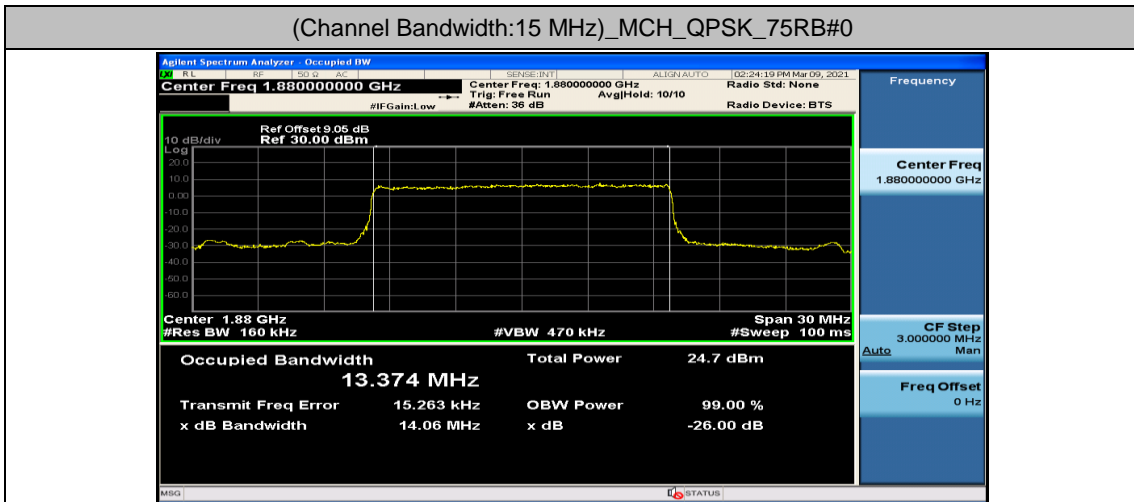 (Channel Bandwidth:15 MHz)_MCH_QPSK_75RB#0
Agilent Spectrum Analyzer - Occupied BW
LXI RL RF 50 Ω AC SENSE:INT ALIGN AUTO 02:24:19 PM Mar 09, 2021
Center Freq 1.880000000 GHz
Center Freq: 1.880000000 GHz
Radio Std: None
Trig: Free Run Avg|Hold: 10/10
#IFGain:Low
#Atten: 36 dB
Radio Device: BTS
Ref Offset 9.05 dB
10 dB/div Ref 30.00 dBm
Log
20.0
10.0
0.00
-10.0
-20.0
-30.0
-40.0
-50.0
-60.0
Center 1.88 GHz Span 30 MHz
#Res BW 160 kHz #VBW 470 kHz #Sweep 100 ms
Occupied Bandwidth Total Power 24.7 dBm
13.374 MHz
Transmit Freq Error 15.263 kHz OBW Power 99.00 %
x dB Bandwidth 14.06 MHz x dB -26.00 dB
MSG STATUS
Frequency
Center Freq
1.880000000 GHz
CF Step
3.000000 MHz
Auto Man
Freq Offset
0 Hz